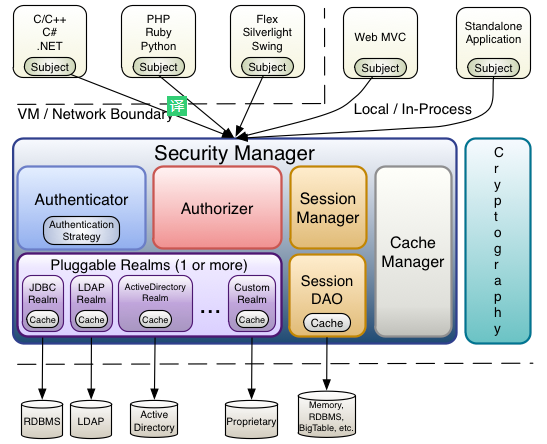 C/C++
C#
.NET
Subject
PHP
Ruby
Python
Subject
Flex
Silverlight
Swing
Subject
Web MVC
Subject
Standalone
Application
Subject
译
VM / Network Boundary
Local / In-Process
Security Manager
Authenticator
Authentication
Strategy
Authorizer
Session
Manager
Cache
Manager
Cryptography
Pluggable Realms (1 or more)
JDBC
Realm
Cache
LDAP
Realm
Cache
ActiveDirectory
Realm
Cache
...
Custom
Realm
Cache
Session
DAO
Cache
RDBMS
LDAP
Active
Directory
Proprietary
Memory,
RDBMS,
BigTable, etc.